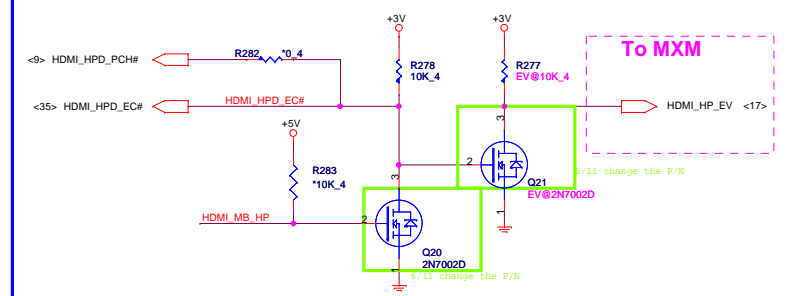 +3V
+3V
To MXM
<9> HDMI_HPD_PCH#
R282
*0_4
R278
10K_4
R277
EV@10K_4
<35> HDMI_HPD_EC#
HDMI_HPD_EC#
HDMI_HP_EV <17>
+5V
3
R283
*10K_4
3
2
6/11 change the P/N
Q21
EV@2N7002D
HDMI_MB_HP
2
1
Q20
2N7002D
1
6/11 change the P/N